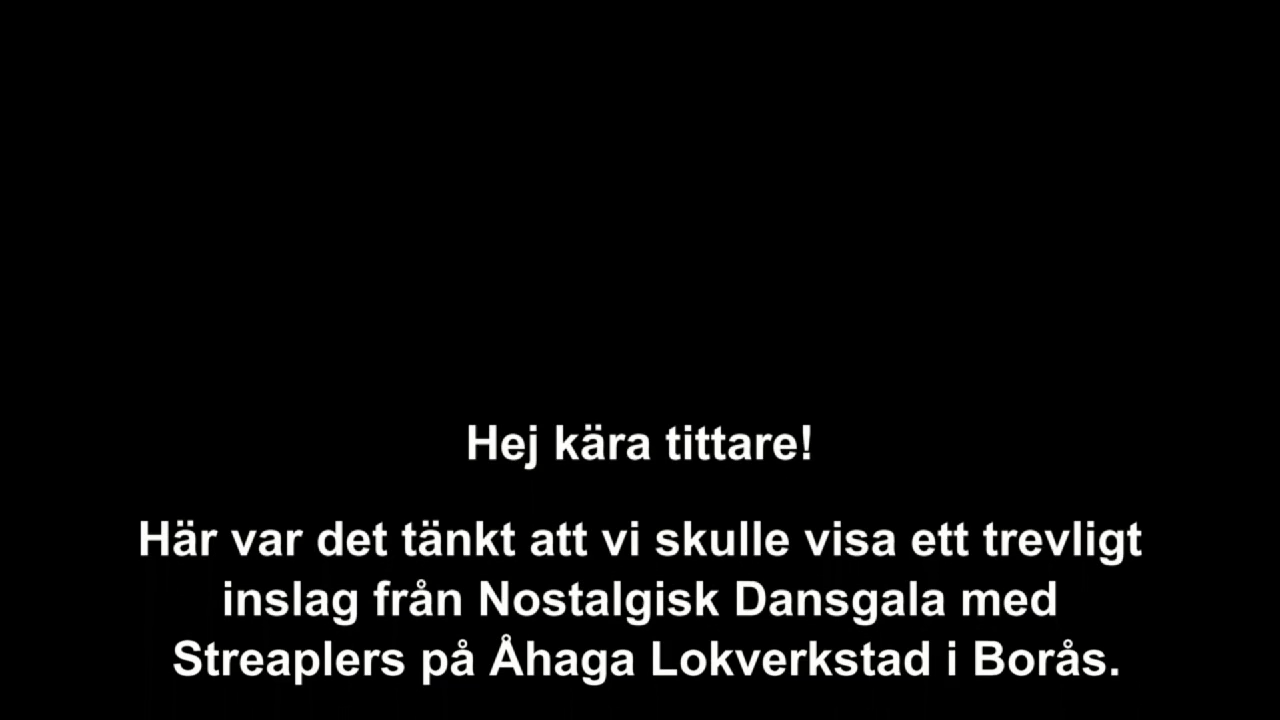 Hej kära tittare!
Här var det tänkt att vi skulle visa ett trevligt
inslag från Nostalgisk Dansgala med
Streaplers på Åhaga Lokverkstad i Borås.